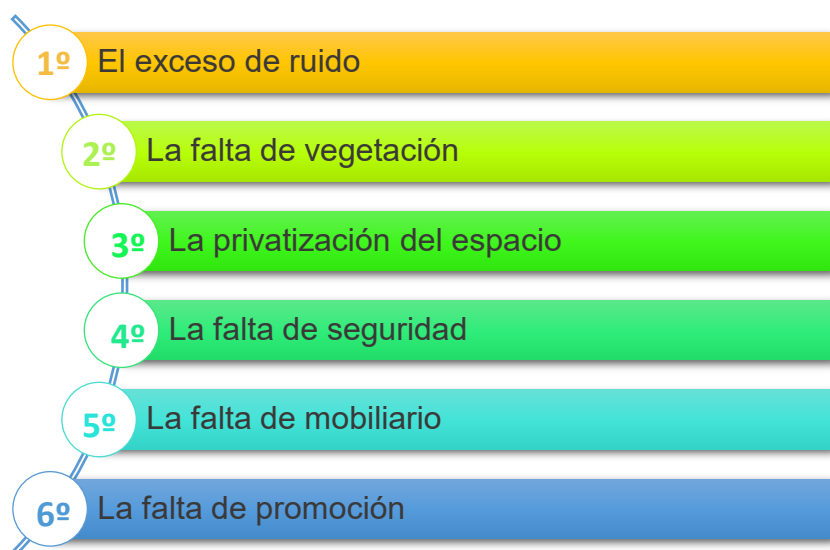 1º El exceso de ruido
2º La falta de vegetación
3º La privatización del espacio
4º La falta de seguridad
5º La falta de mobiliario
6º La falta de promoción